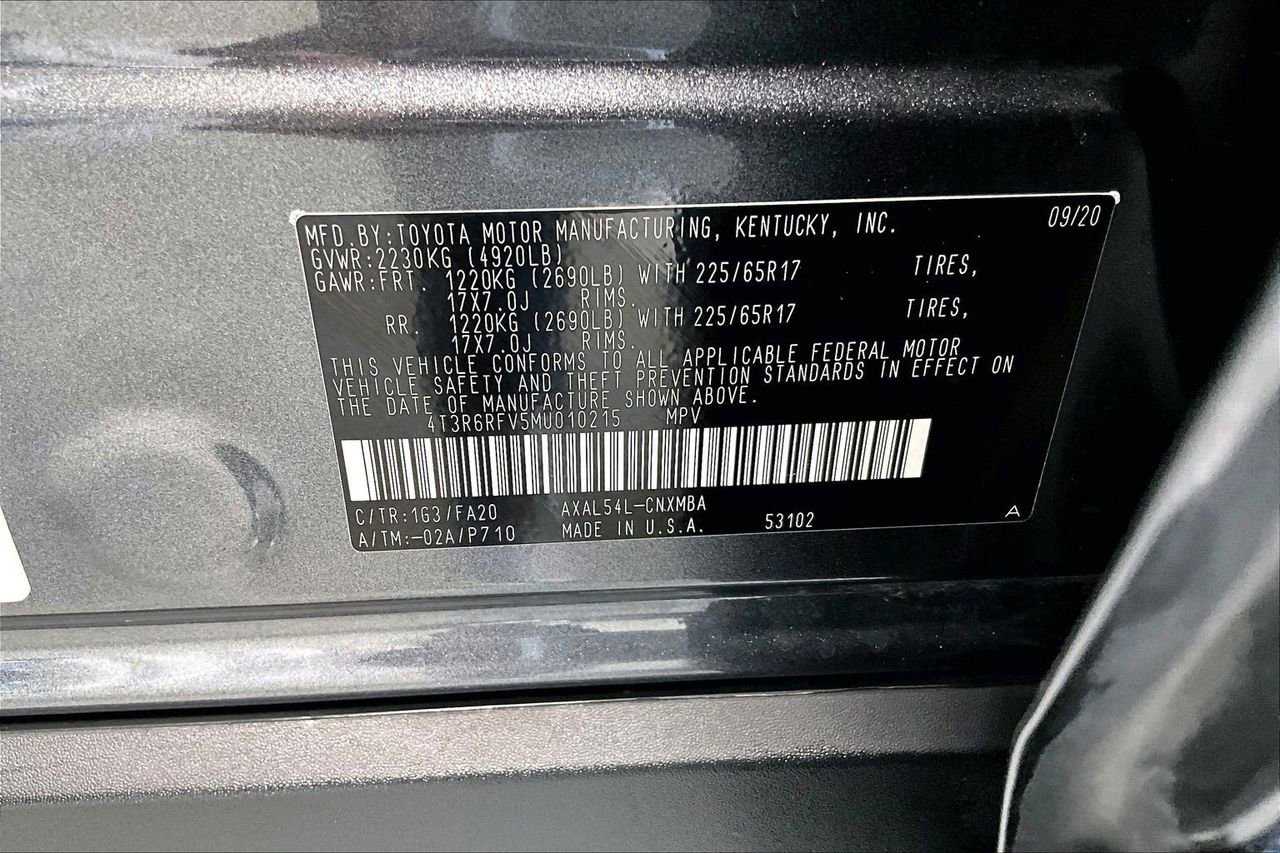 MFD.BY:TOYOTA MOTOR MANUFACTURING, KENTUCKY, INC. 09/20
GVWR:2230KG (4920LB)
GAWR:FRT. 1220KG (2690LB) WITH 225/65R17 TIRES,
17X7.0J RIMS.
RR. 1220KG (2690LB) WITH 225/65R17 TIRES,
17X7.0J RIMS.
THIS VEHICLE CONFORMS TO ALL APPLICABLE FEDERAL MOTOR
VEHICLE SAFETY AND THEFT PREVENTION STANDARDS IN EFFECT ON
THE DATE OF MANUFACTURE SHOWN ABOVE.
4T3R6RFV5MU010215 MPV
C/TR:1G3/FA20 AXAL54L-CNXMBA
A/TM:-02A/P710 MADE IN U.S.A. 53102 A